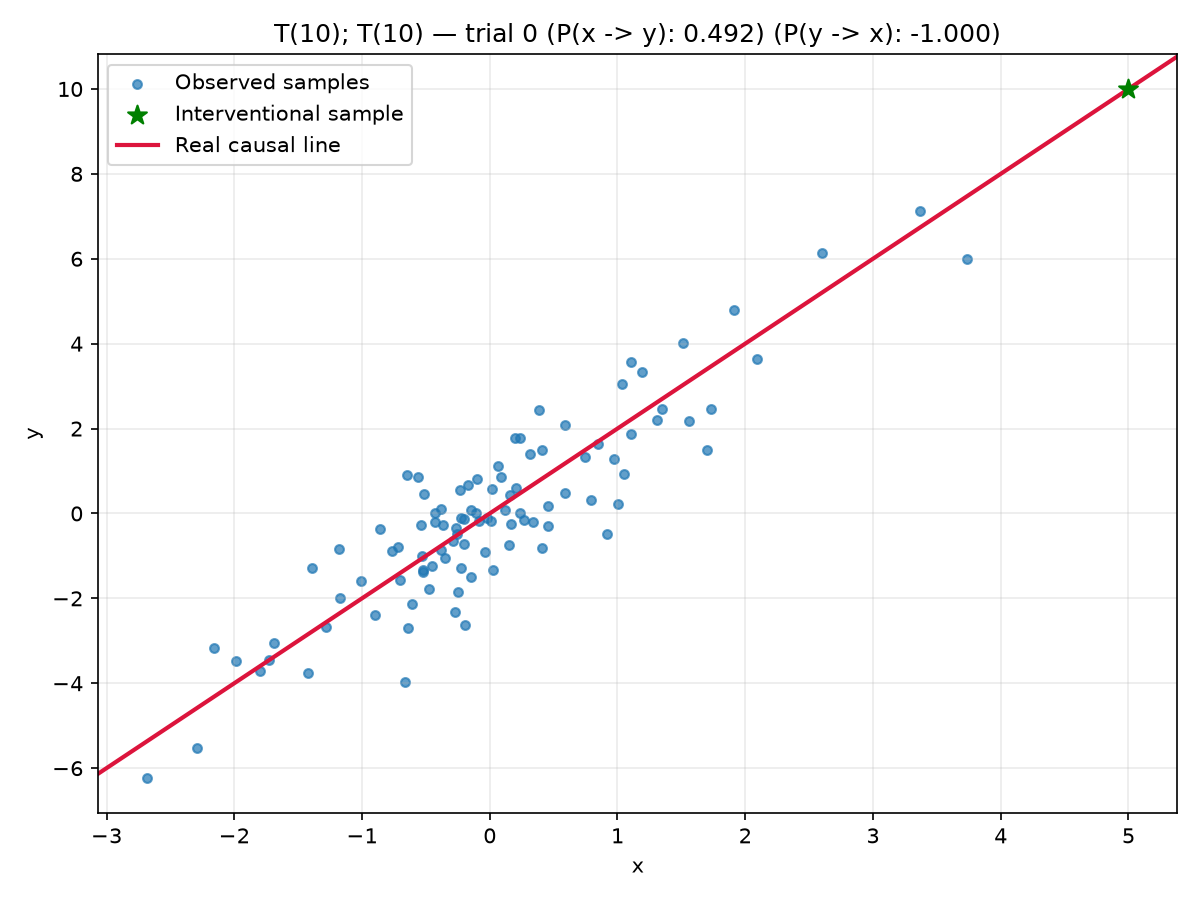 T(10); T(10) — trial 0 (P(x -> y): 0.492) (P(y -> x): -1.000)
Observed samples
Interventional sample
Real causal line
10
8
6
4
2
0
−2
−4
−6
y
−3 −2 −1 0 1 2 3 4 5
x